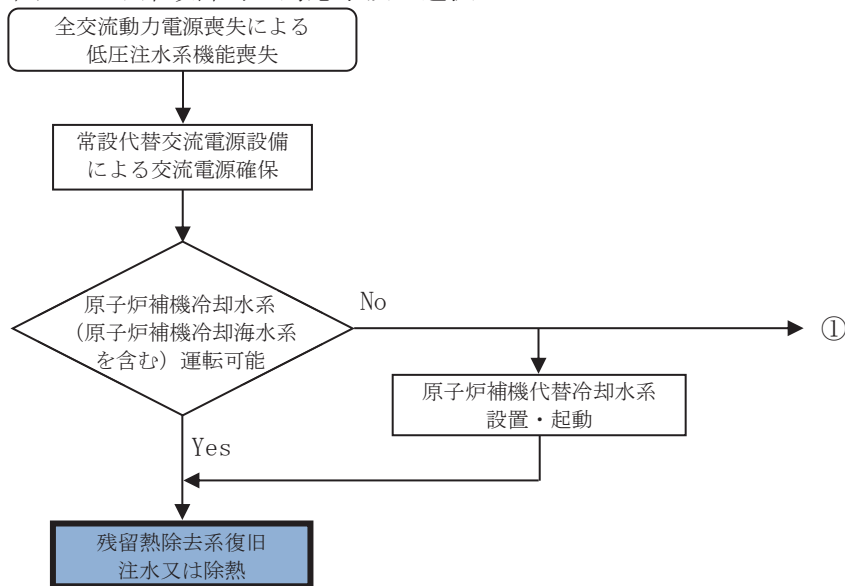 全交流動力電源喪失による
低圧注水系機能喪失
常設代替交流電源設備
による交流電源確保
原子炉補機冷却水系
（原子炉補機冷却海水系
を含む）運転可能
No
①
原子炉補機代替冷却水系
設置・起動
Yes
残留熱除去系復旧
注水又は除熱